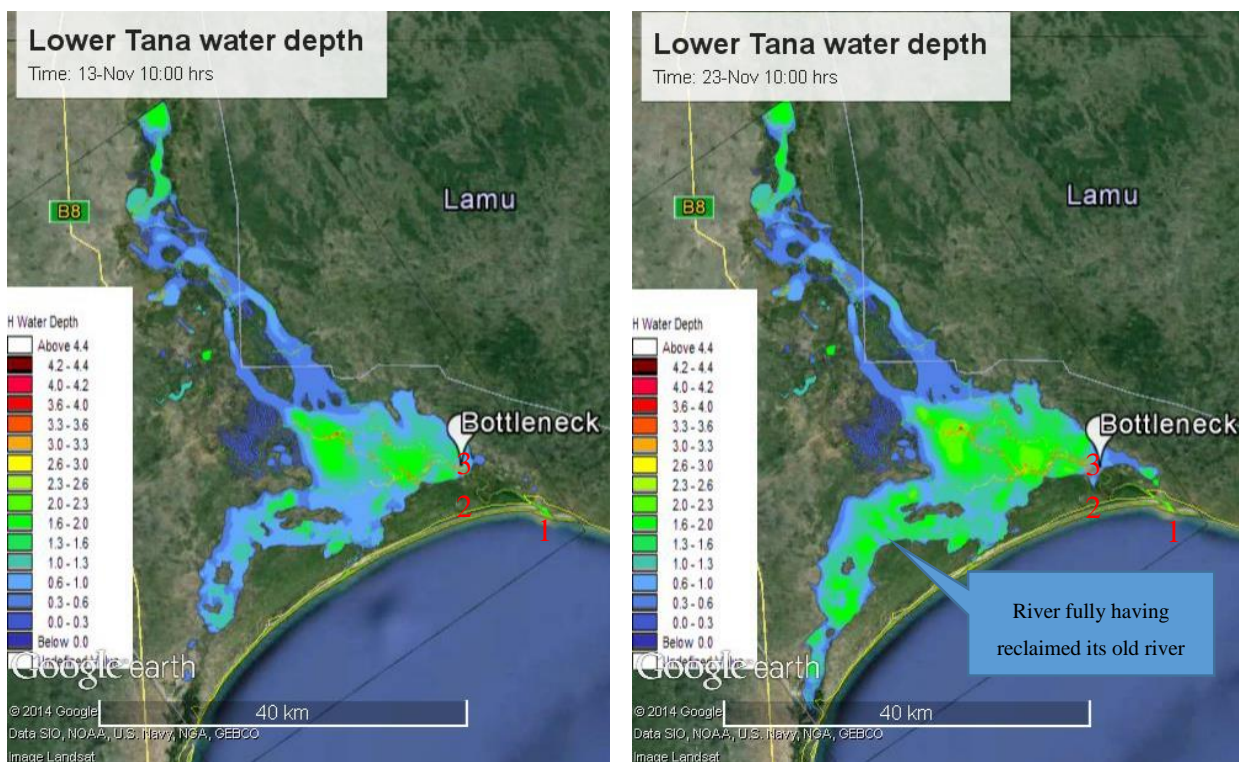 Lower Tana water depth
Time: 13-Nov 10:00 hrs
Lamu
B8
H Water Depth
Above 4.4
4.2 - 4.4
4.0 - 4.2
3.6 - 4.0
3.3 - 3.6
3.0 - 3.3
2.6 - 3.0
2.3 - 2.6
2.0 - 2.3
1.6 - 2.0
1.3 - 1.6
1.0 - 1.3
0.6 - 1.0
0.3 - 0.6
0.0 - 0.3
Below 0.0
Bottleneck
3
2
1
Google earth
40 km
© 2014 Google
Data SIO, NOAA, U.S. Navy, NGA, GEBCO
Image Landsat
Lower Tana water depth
Time: 23-Nov 10:00 hrs
Lamu
B8
H Water Depth
Above 4.4
4.2 - 4.4
4.0 - 4.2
3.6 - 4.0
3.3 - 3.6
3.0 - 3.3
2.6 - 3.0
2.3 - 2.6
2.0 - 2.3
1.6 - 2.0
1.3 - 1.6
1.0 - 1.3
0.6 - 1.0
0.3 - 0.6
0.0 - 0.3
Below 0.0
Bottleneck
3
2
1
River fully having
reclaimed its old river
Google earth
40 km
© 2014 Google
Data SIO, NOAA, U.S. Navy, NGA, GEBCO
Image Landsat